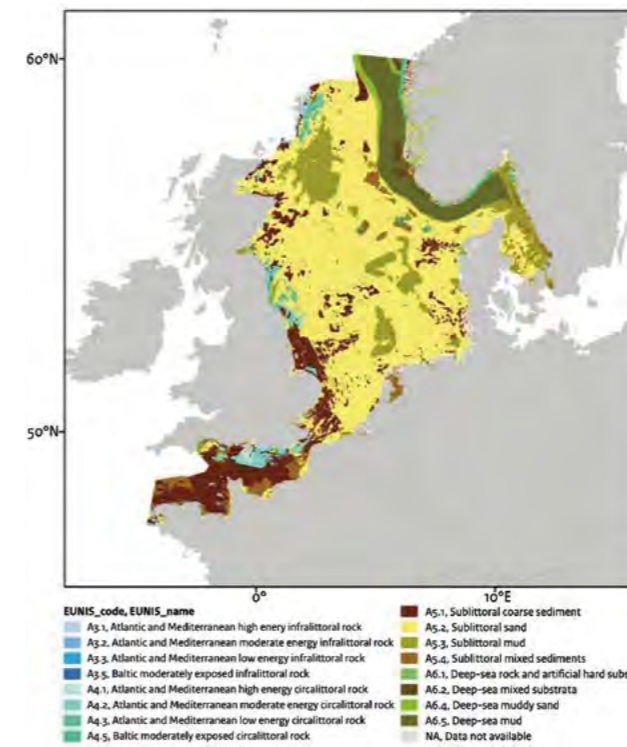 60°N
50°N
0°
10°E
EUNIS_code, EUNIS_name
A3.1, Atlantic and Mediterranean high enery infralittoral rock
A3.2, Atlantic and Mediterranean moderate energy infralittoral rock
A3.3, Atlantic and Mediterranean low energy infralittoral rock
A3.5, Baltic moderately exposed infralittoral rock
A4.1, Atlantic and Mediterranean high energy circalittoral rock
A4.2, Atlantic and Mediterranean moderate energy circalittoral rock
A4.3, Atlantic and Mediterranean low energy circalittoral rock
A4.5, Baltic moderately exposed circalittoral rock
A5.1, Sublittoral coarse sediment
A5.2, Sublittoral sand
A5.3, Sublittoral mud
A5.4, Sublittoral mixed sediments
A6.1, Deep-sea rock and artificial hard subs
A6.2, Deep-sea mixed substrata
A6.4, Deep-sea muddy sand
A6.5, Deep-sea mud
NA, Data not available